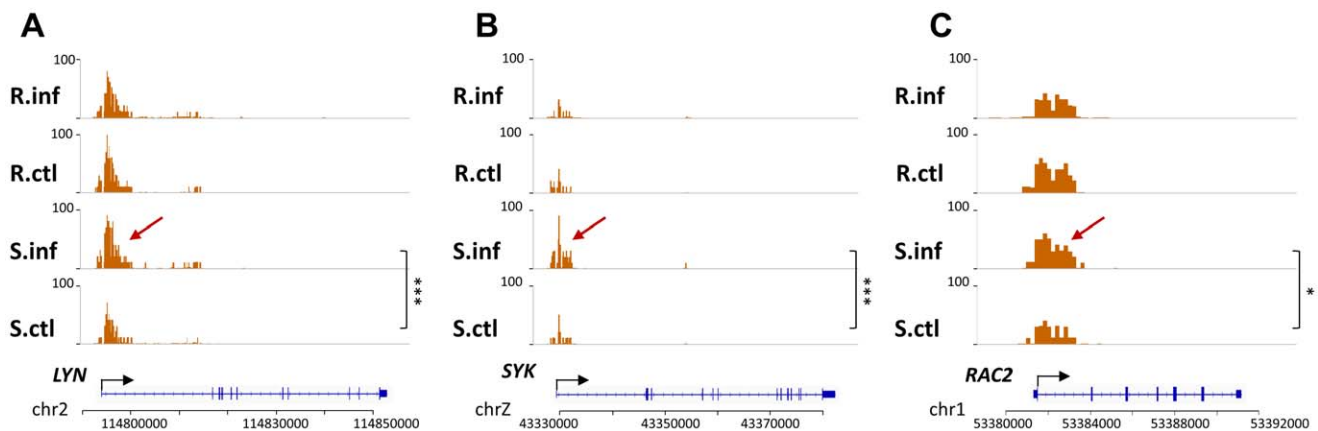 A
100
R.inf
100
R.ctl
100
S.inf
100
S.ctl
***
LYN
chr2
114800000 114830000 114850000
B
100
R.inf
100
R.ctl
100
S.inf
100
S.ctl
***
SYK
chrZ
43330000 43350000 43370000
C
100
R.inf
100
R.ctl
100
S.inf
100
S.ctl
*
RAC2
chr1
53380000 53384000 53388000 53392000